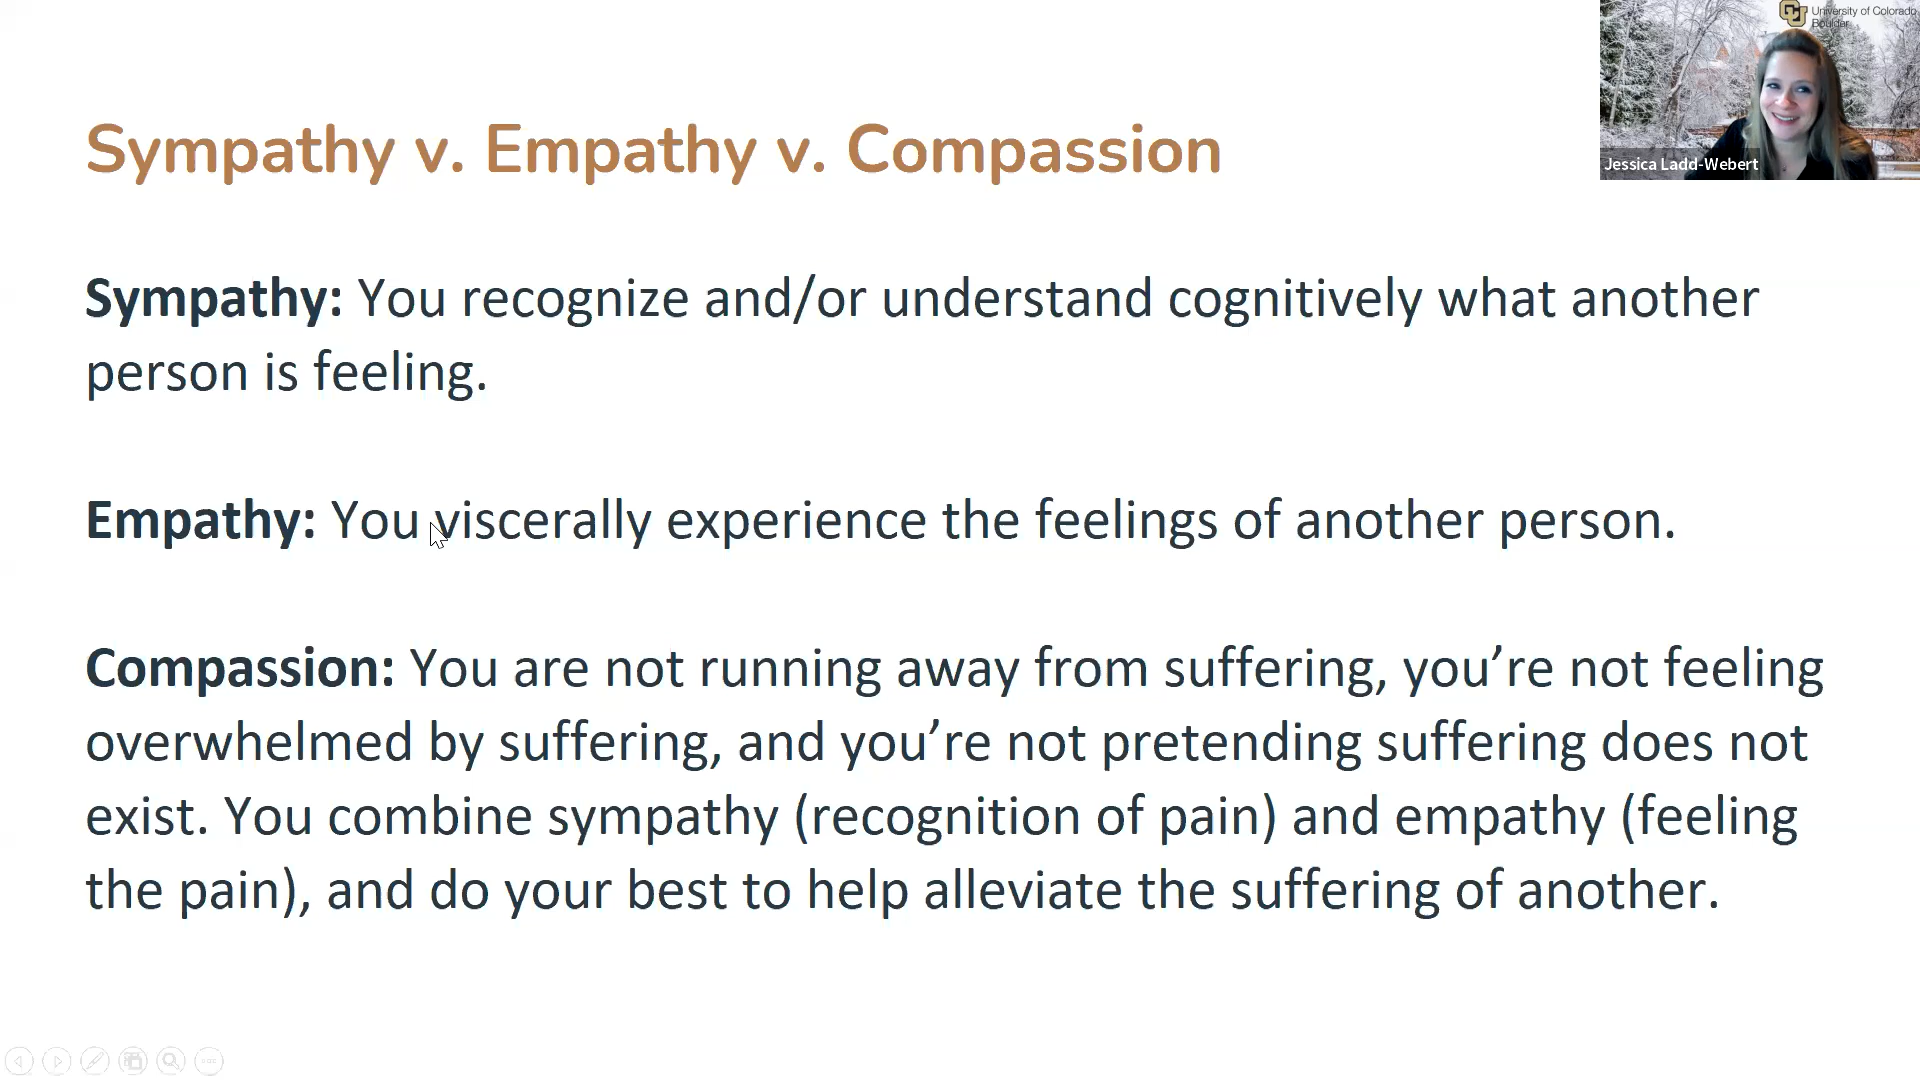 University of Colorado
Boulder
Jessica Ladd-Webert
Sympathy v. Empathy v. Compassion
Sympathy: You recognize and/or understand cognitively what another
person is feeling.
Empathy: You viscerally experience the feelings of another person.
Compassion: You are not running away from suffering, you’re not feeling
overwhelmed by suffering, and you’re not pretending suffering does not
exist. You combine sympathy (recognition of pain) and empathy (feeling
the pain), and do your best to help alleviate the suffering of another.